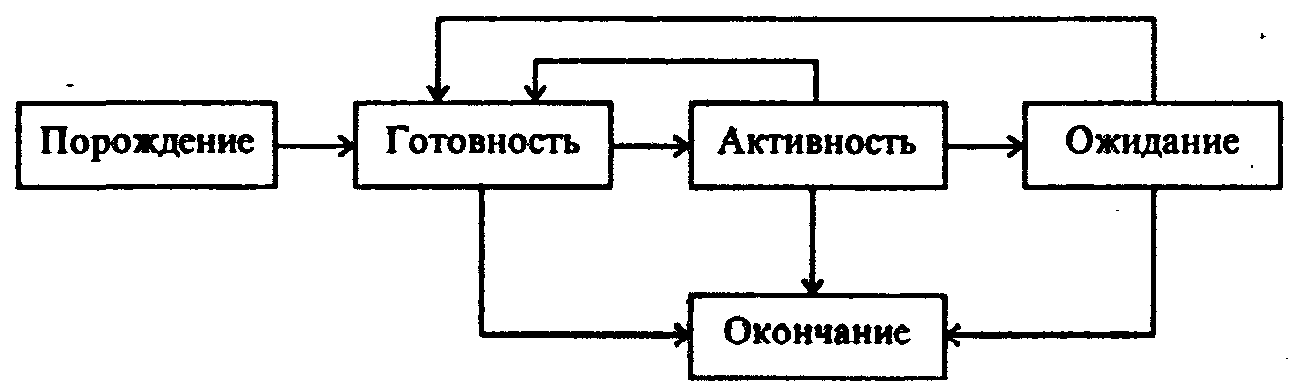 Порождение
Готовность
Активность
Ожидание
Окончание